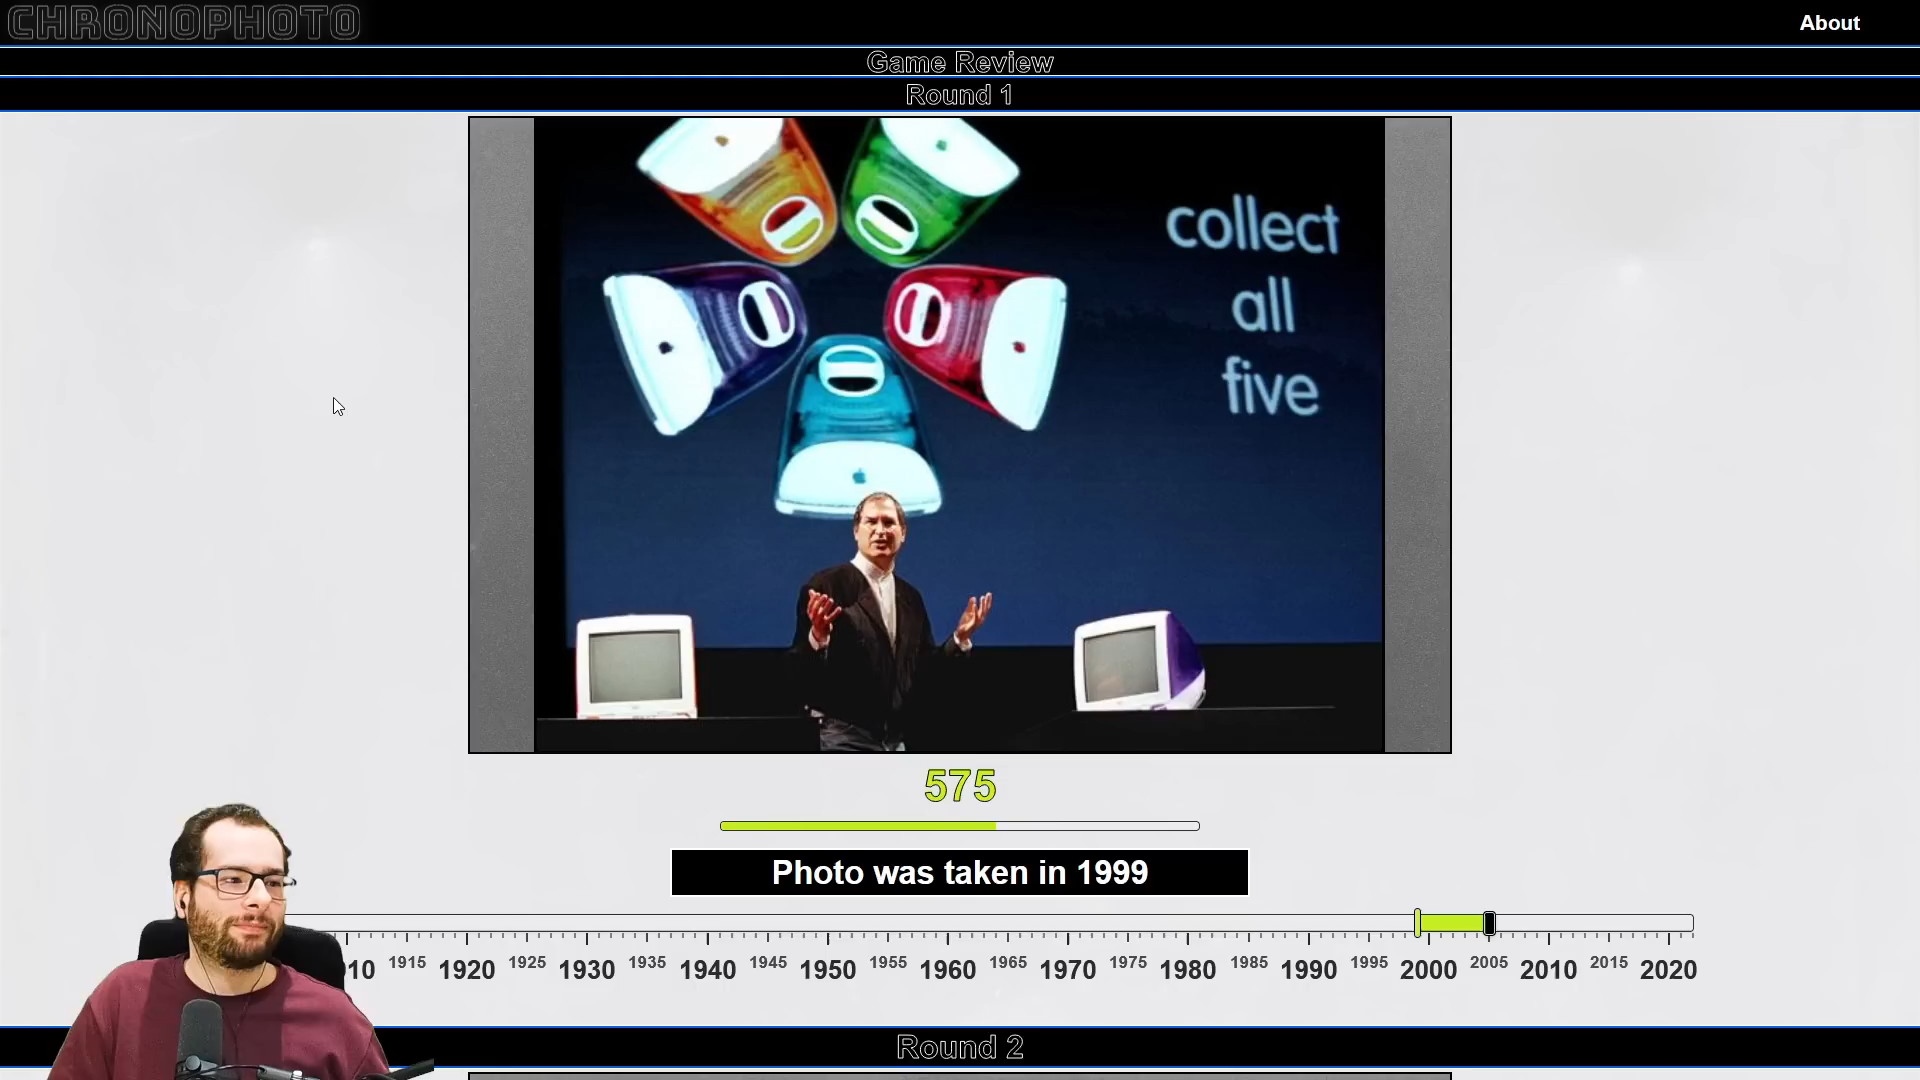 CHRONOPHOTO
About
Game Review
Round 1
collect
all
five
575
Photo was taken in 1999
10 1915 1920 1925 1930 1935 1940 1945 1950 1955 1960 1965 1970 1975 1980 1985 1990 1995 2000 2005 2010 2015 2020
Round 2